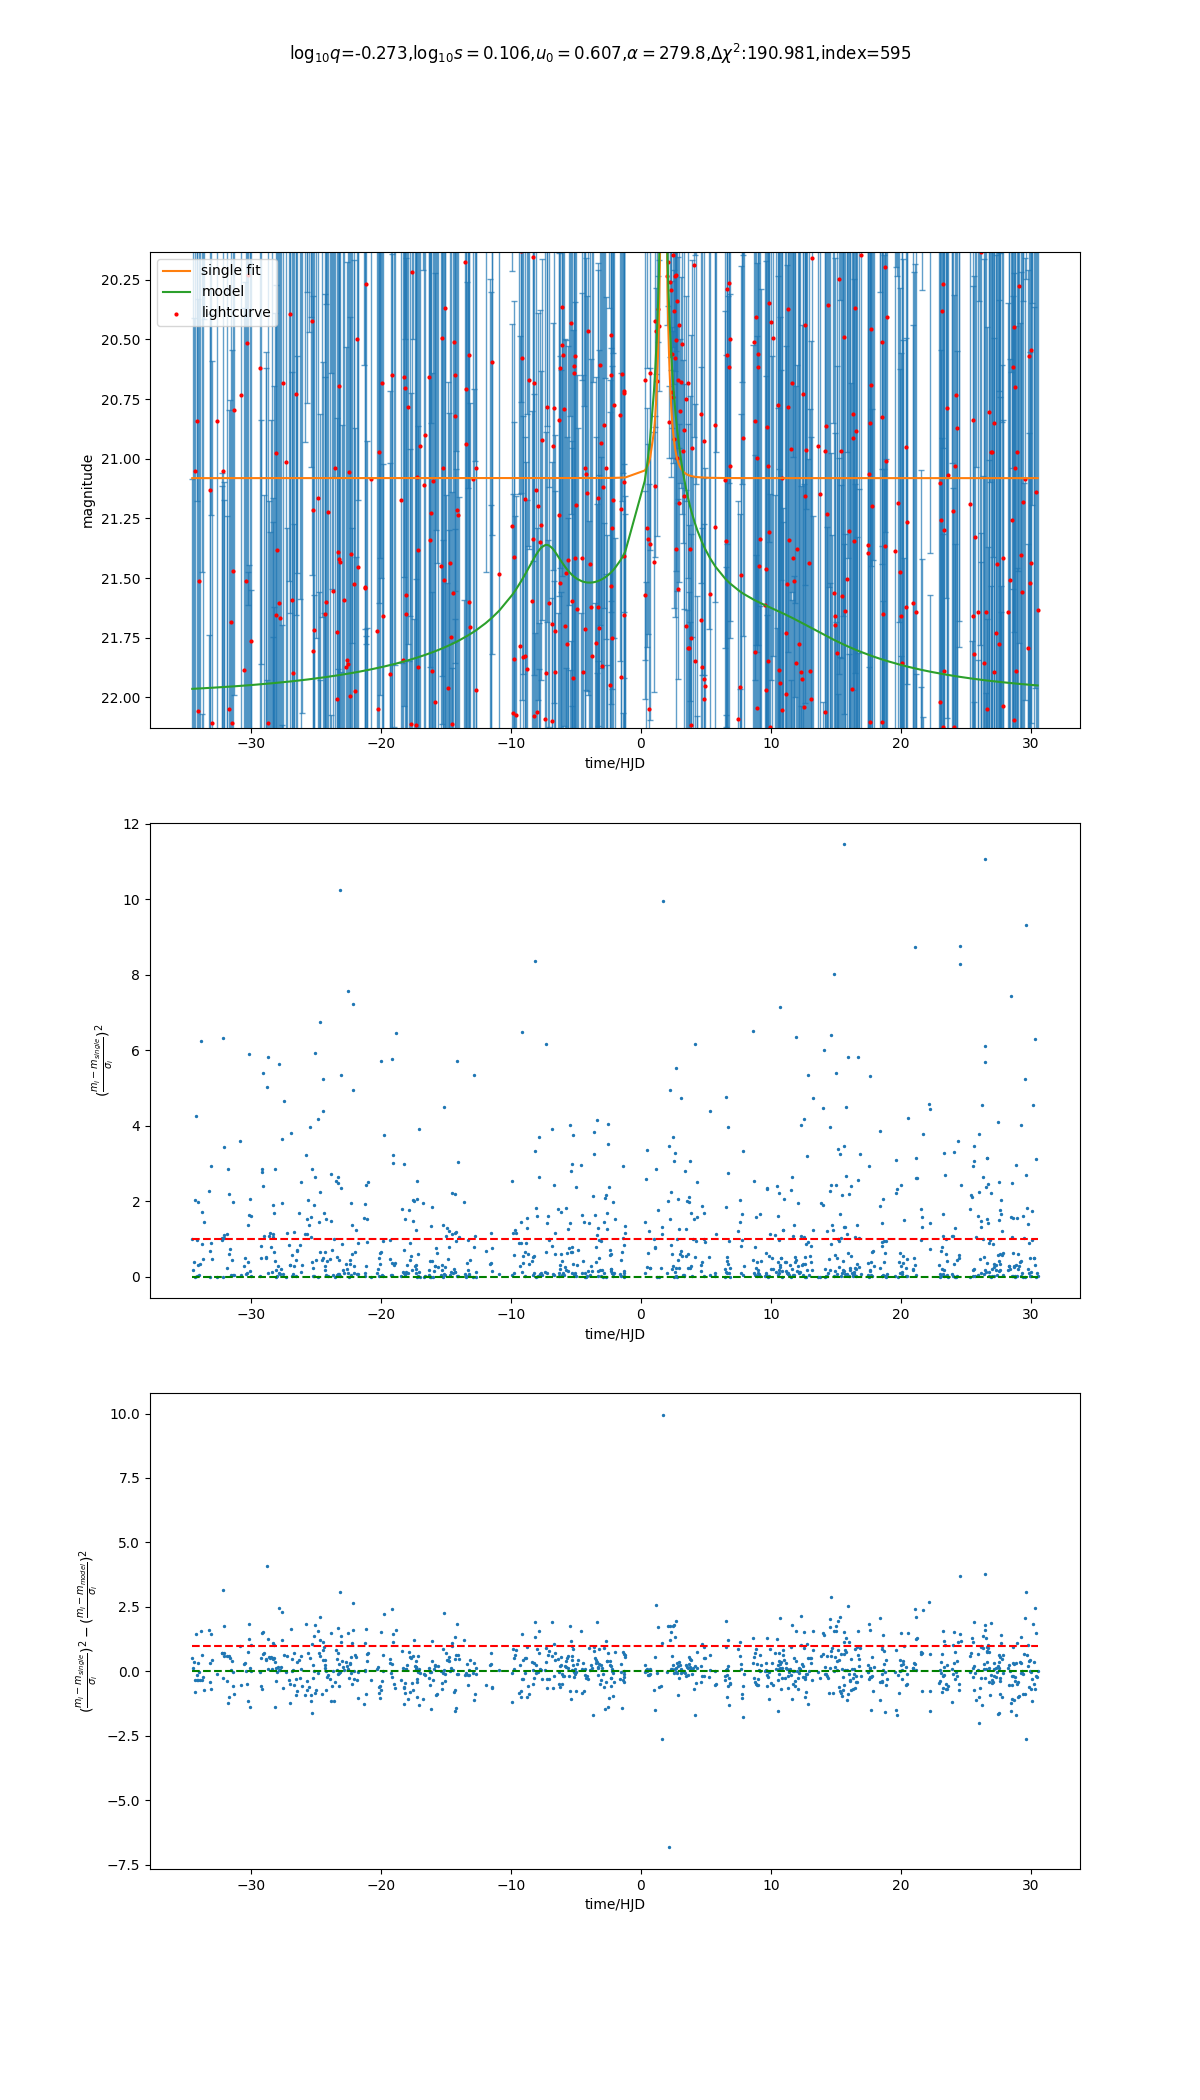 log₁₀q=-0.273,log₁₀s = 0.106,u₀ = 0.607,α = 279.8,Δχ²:190.981,index=595
single fit
model
lightcurve
magnitude
20.25
20.50
20.75
21.00
21.25
21.50
21.75
22.00
−30 −20 −10 0 10 20 30
time/HJD
(mᵢ − m_single / σᵢ)²
12
10
8
6
4
2
0
−30 −20 −10 0 10 20 30
time/HJD
(mᵢ − m_single / σᵢ)² − (mᵢ − m_model / σᵢ)²
10.0
7.5
5.0
2.5
0.0
−2.5
−5.0
−7.5
−30 −20 −10 0 10 20 30
time/HJD